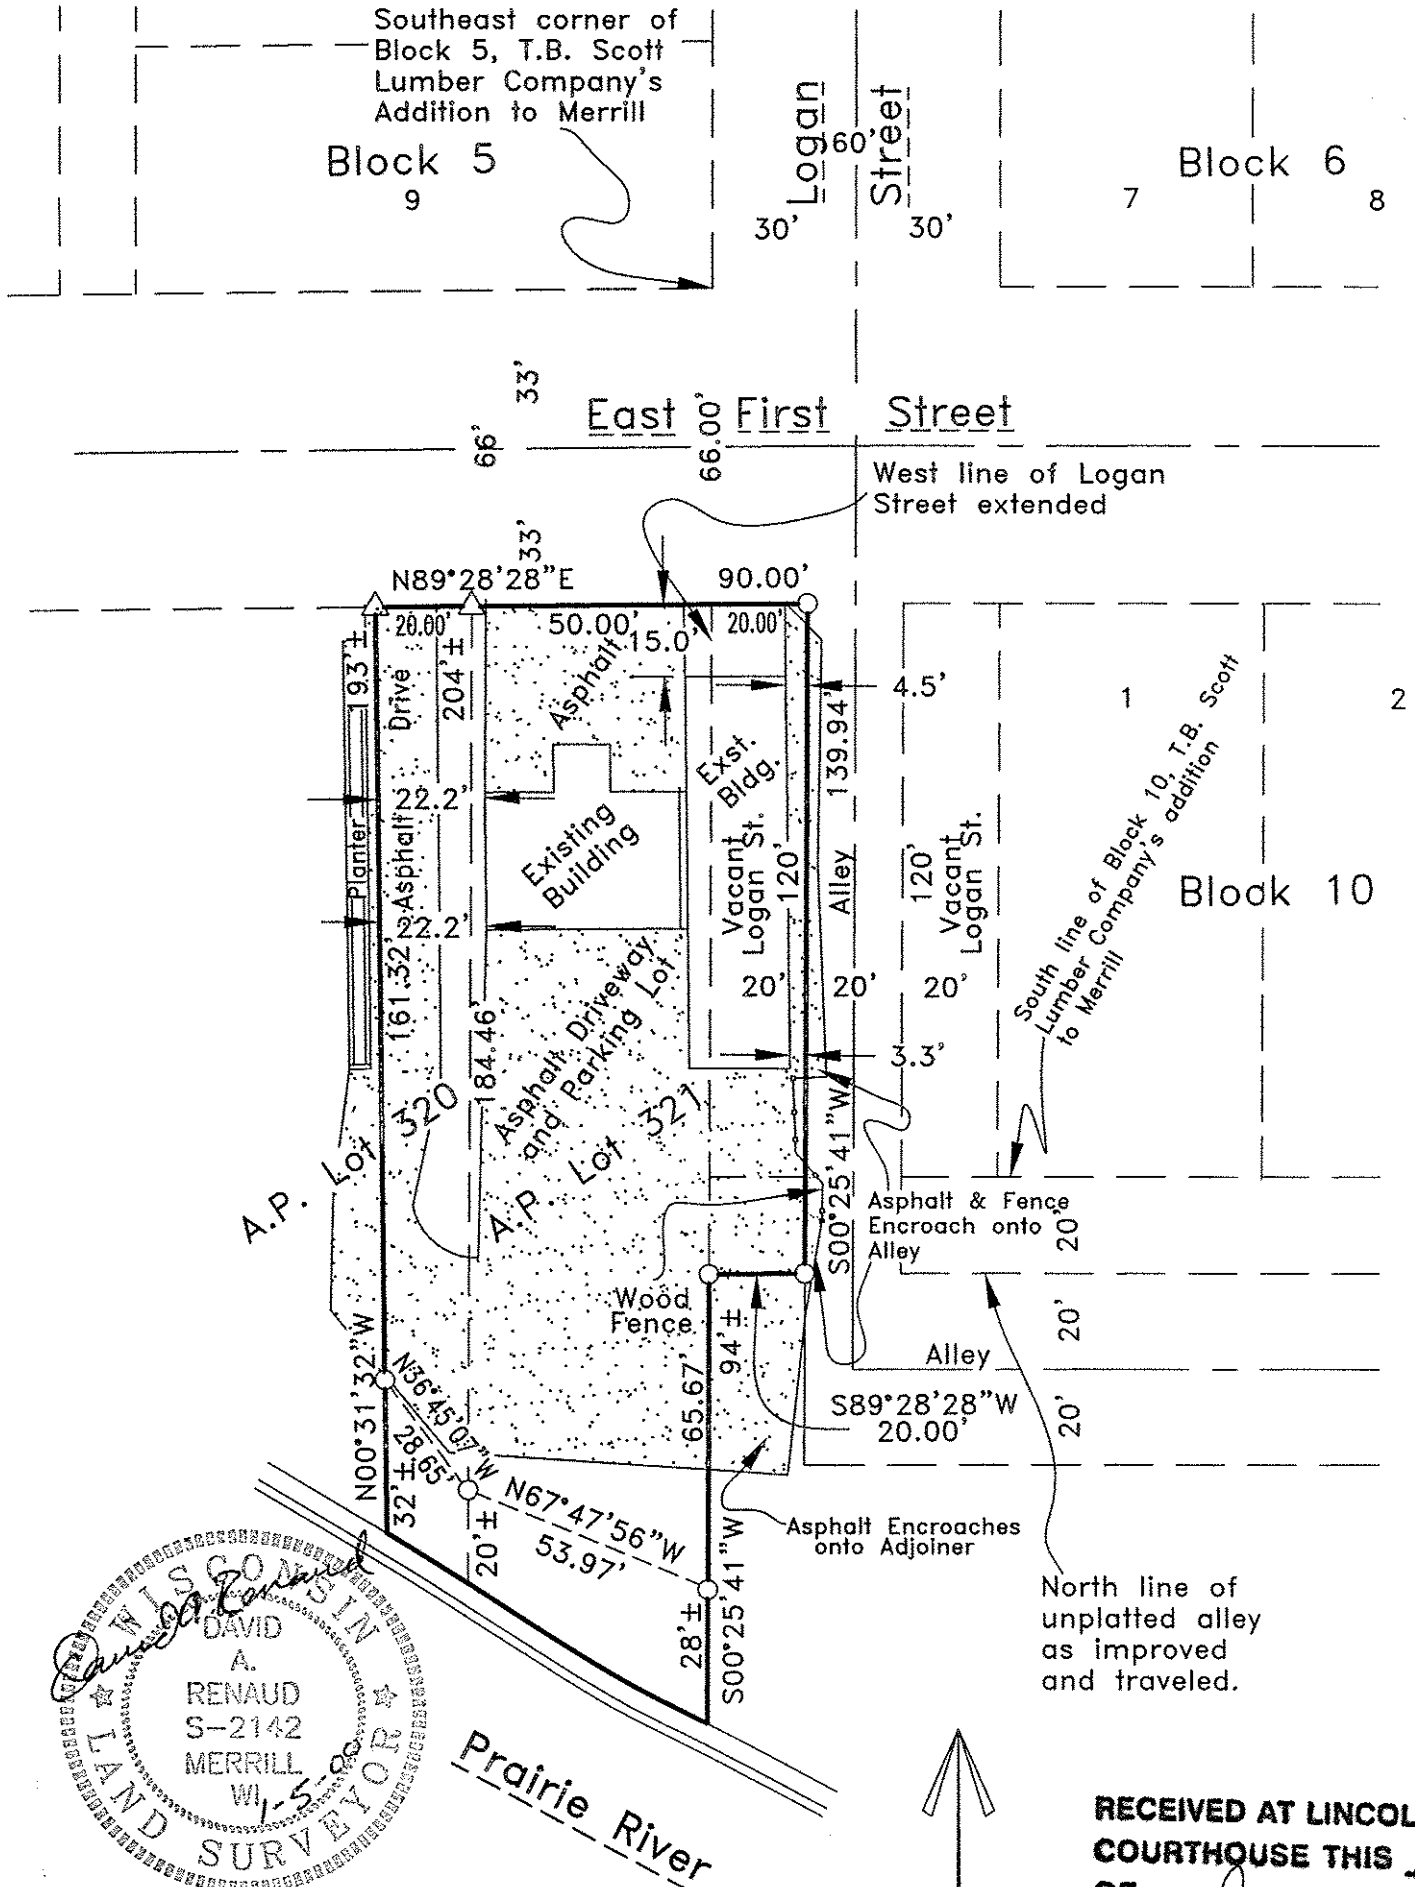 Southeast corner of
Block 5, T.B. Scott
Lumber Company's
Addition to Merrill
Block 5
9
Logan
Street
60'
30'
30'
Block 6
7
8
33'
66'
East First Street
66.00'
33'
West line of Logan
Street extended
N89°28'28"E
90.00'
20.00'
50.00'
20.00'
15.0'
93'±
Drive
204'±
Asphalt
4.5'
139.94'
1
2
Exst.
Bldg.
22.2'
Asphalt
Planter
Existing
Building
Vacant
Logan St.
120'
Alley
120'
Vacant
Logan St.
South line of Block 10, T.B. Scott
Lumber Company's addition
to Merrill
Block 10
22.2'
161.32'
184.46'
Asphalt Driveway
and Parking Lot
20'
20'
20'
3.3'
A.P. Lot 320
A.P. Lot 321
S00°25'41"W
Asphalt & Fence
Encroach onto
Alley
20'
Wood
Fence
94'±
65.67'
20'
Alley
S89°28'28"W
20.00'
20'
N00°31'32"W
N36°45'07"W
28.65'
32'±
20'±
N67°47'56"W
53.97'
Asphalt Encroaches
onto Adjoiner
28'±
S00°25'41"W
North line of
unplatted alley
as improved
and traveled.
David A. Renaud
WISCONSIN
DAVID
A.
RENAUD
S-2142
MERRILL
WI
1-5-00
LAND SURVEYOR
Prairie River
RECEIVED AT LINCOL
COURTHOUSE THIS
OF